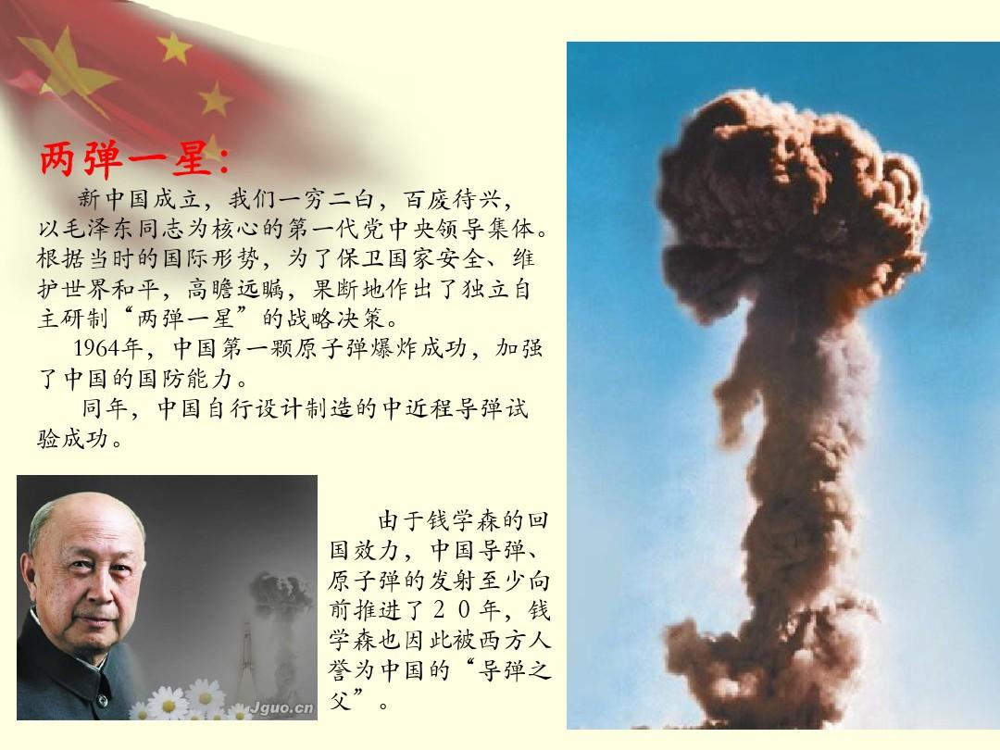 两弹一星：
新中国成立，我们一穷二白，百废待兴，
以毛泽东同志为核心的第一代党中央领导集体。
根据当时的国际形势，为了保卫国家安全、维
护世界和平，高瞻远瞩，果断地作出了独立自
主研制“两弹一星”的战略决策。
1964年，中国第一颗原子弹爆炸成功，加强
了中国的国防能力。
同年，中国自行设计制造的中近程导弹试
验成功。
由于钱学森的回
国效力，中国导弹、
原子弹的发射至少向
前推进了２０年，钱
学森也因此被西方人
誉为中国的“导弹之
父”。
Jguo.cn